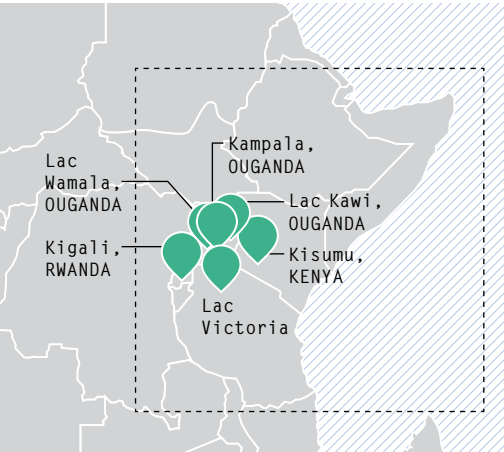 Kampala,
OUGANDA
Lac
Wamala,
OUGANDA
Lac Kawi,
OUGANDA
Kigali,
RWANDA
Kisumu,
KENYA
Lac
Victoria